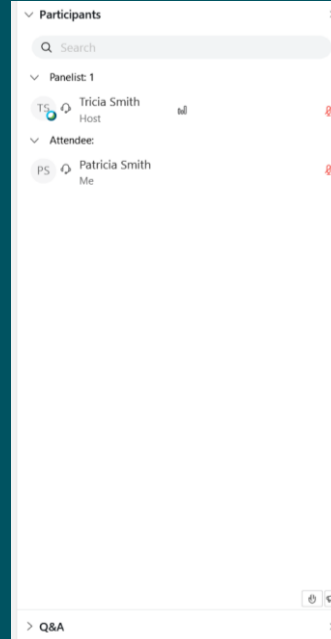 Participants
Search
Panelist: 1
TS
Tricia Smith
Host
Attendee:
PS
Patricia Smith
Me
Q&A